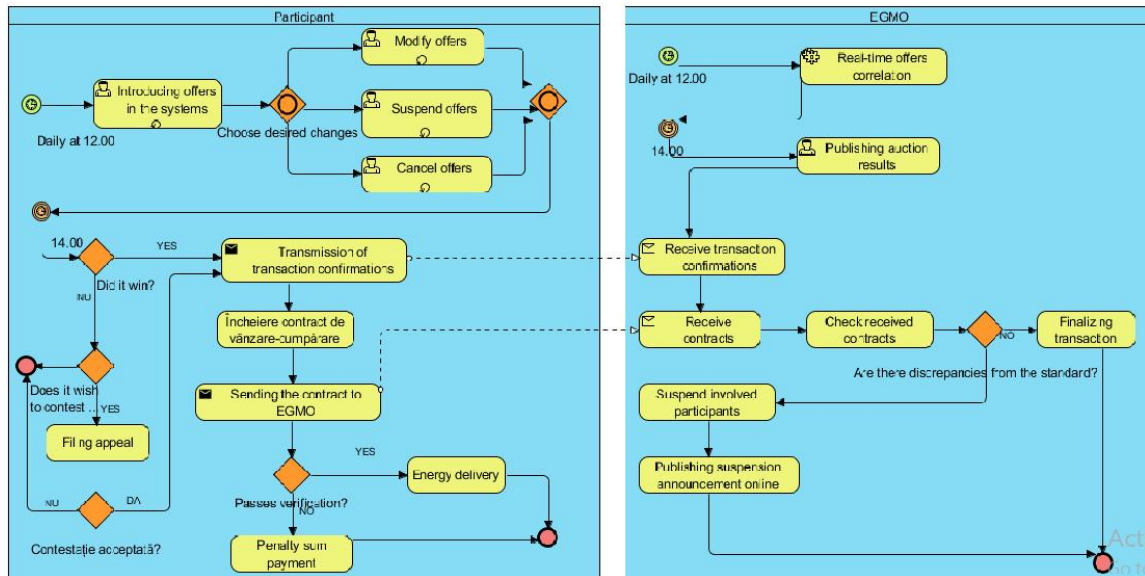 Participant
Modify offers
Introducing offers
in the systems
Suspend offers
Daily at 12.00
Choose desired changes
Cancel offers
14.00
YES
Did it win?
NU
Transmission of
transaction confirmations
Încheiere contract de
vânzare-cumpărare
Does it wish
to contest ...
YES
Sending the contract to
EGMO
Filing appeal
YES
Energy delivery
Passes verification?
NO
NU
DA
Contestație acceptată?
Penalty sum
payment
EGMO
Real-time offers
correlation
Daily at 12.00
14.00
Publishing auction
results
Receive transaction
confirmations
Receive
contracts
Check received
contracts
NO
Finalizing
transaction
Are there discrepancies from the standard?
Suspend involved
participants
Publishing suspension
announcement online
Act
Go to